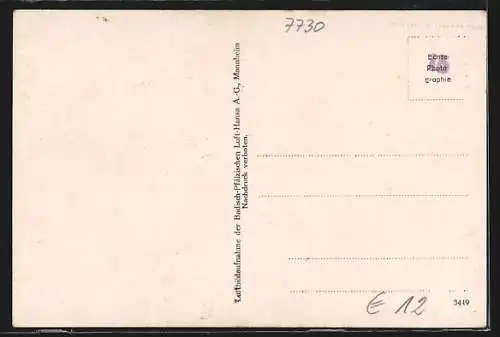 7730
Echte
Photo
graphie
Luftbildaufnahme der Badisch-Pfälzischen Luft-Hansa A.-G., Mannheim
Nachdruck verboten.
€ 12
3419